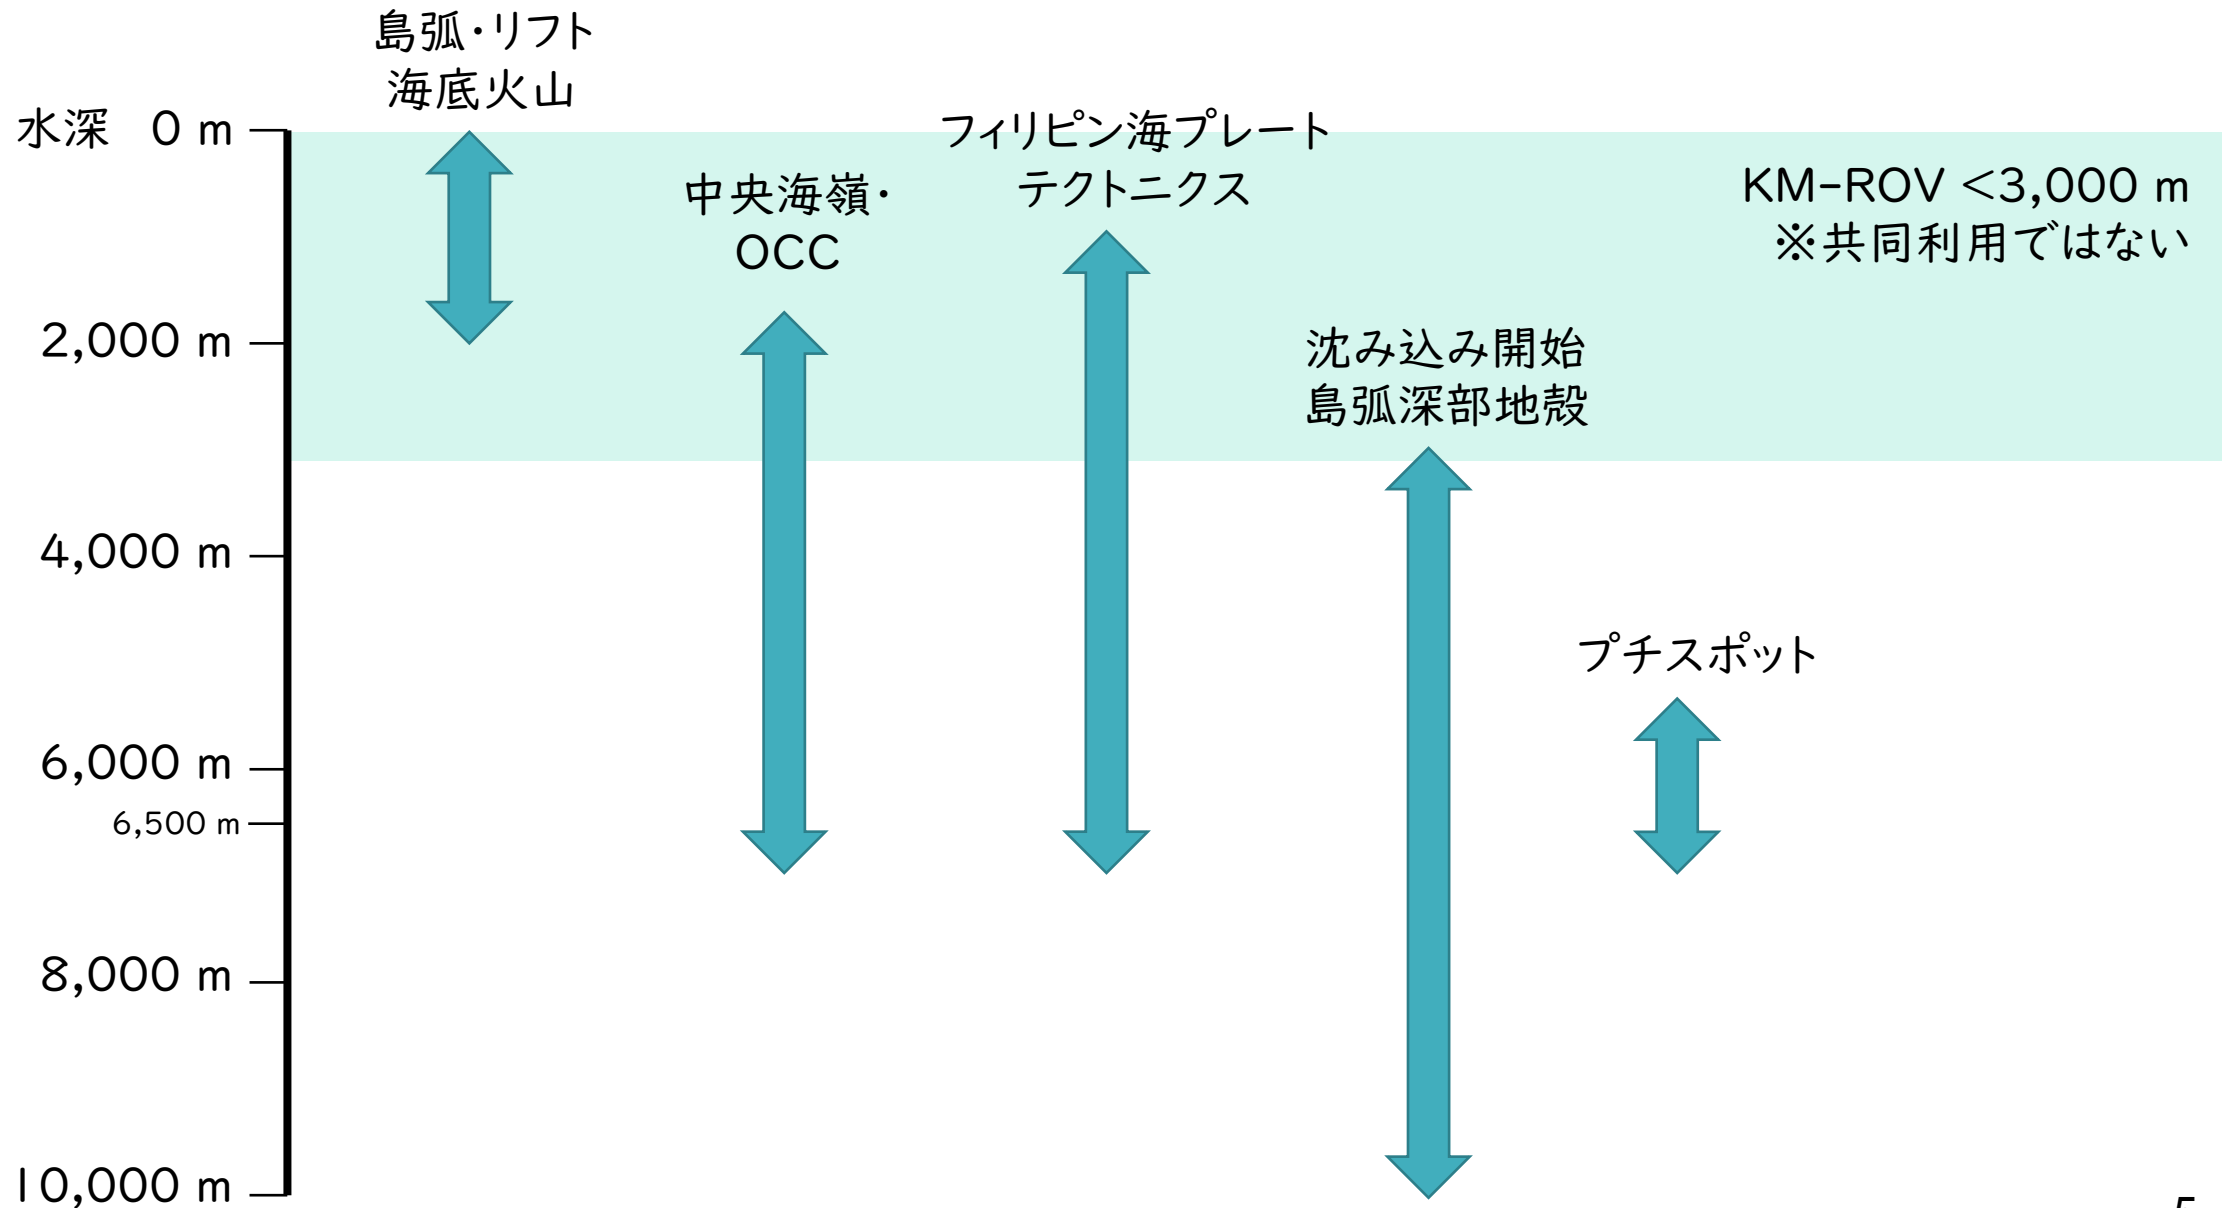 島弧・リフト
海底火山
水深 0 m
フィリピン海プレート
テクトニクス
中央海嶺・
OCC
KM-ROV <3,000 m
※共同利用ではない
2,000 m
沈み込み開始
島弧深部地殻
4,000 m
プチスポット
6,000 m
6,500 m
8,000 m
10,000 m
5